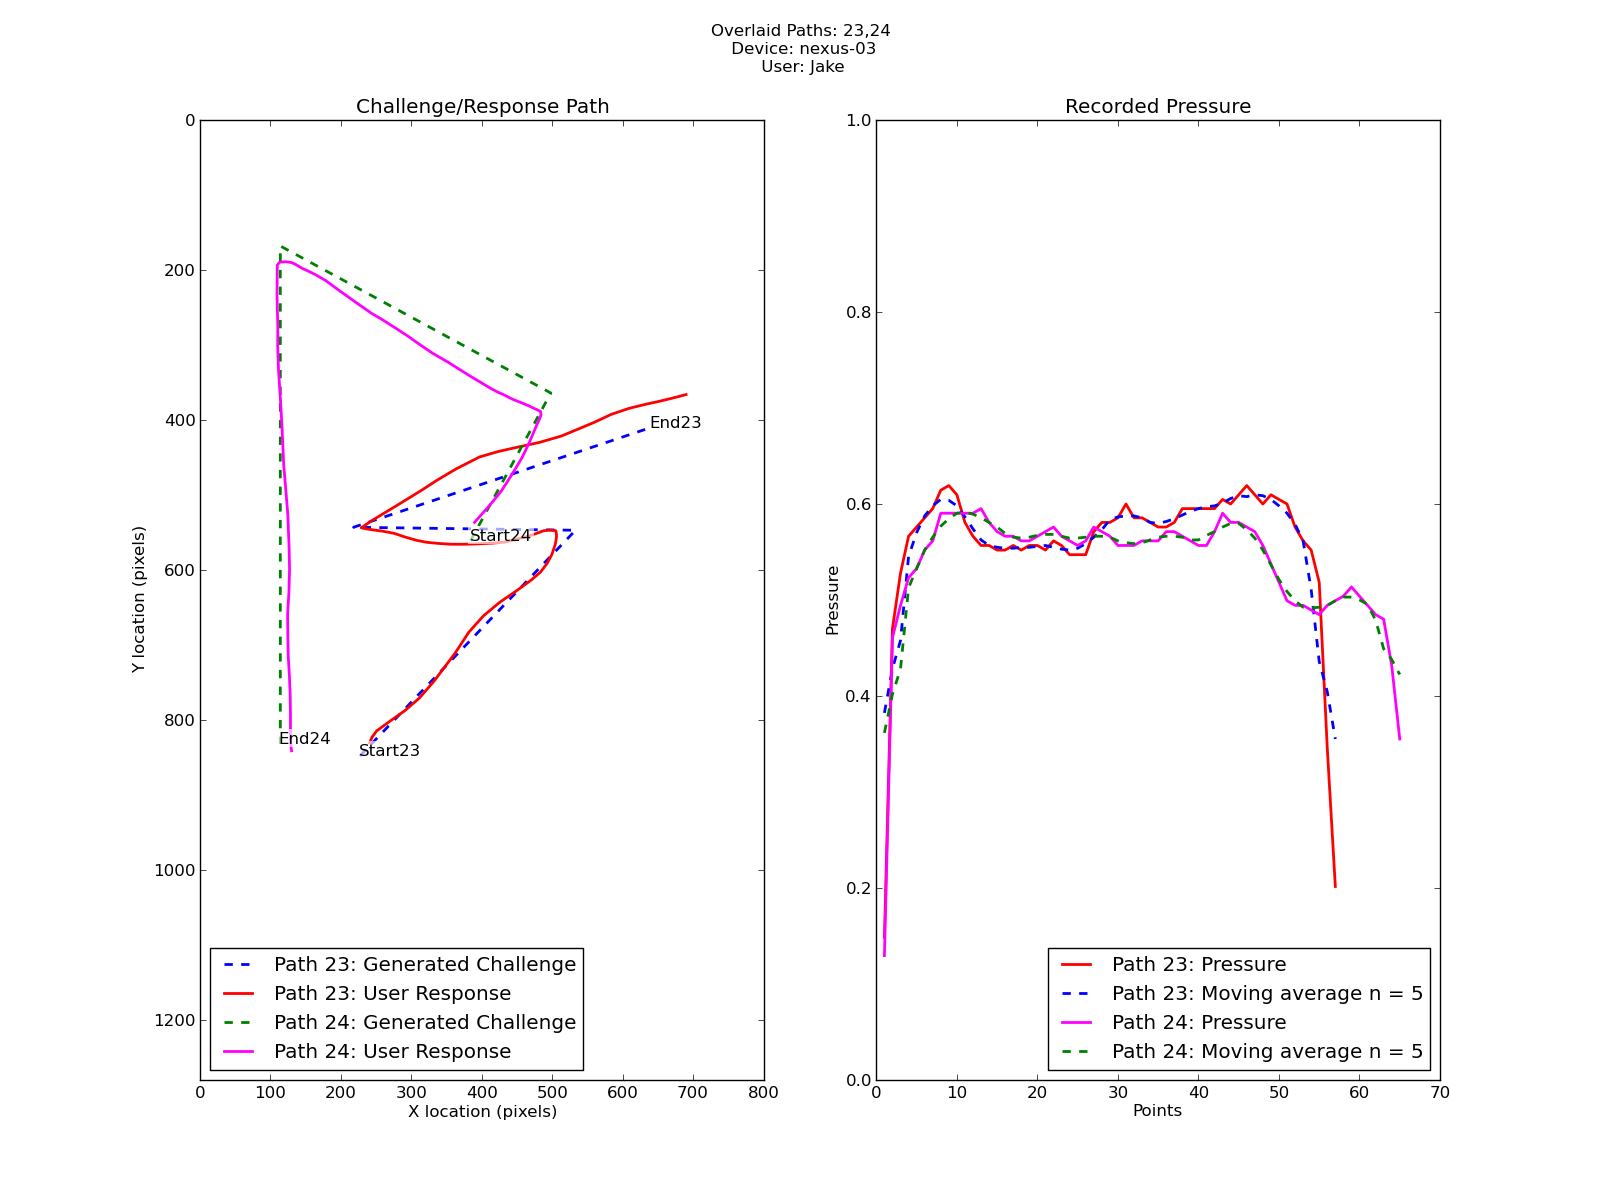 Overlaid Paths: 23,24
Device: nexus-03
User: Jake
Challenge/Response Path
0
200
400
600
800
1000
1200
Y location (pixels)
End23
Start24
End24
Start23
Path 23: Generated Challenge
Path 23: User Response
Path 24: Generated Challenge
Path 24: User Response
0 100 200 300 400 500 600 700 800
X location (pixels)
Recorded Pressure
1.0
0.8
0.6
0.4
0.2
0.0
Pressure
Path 23: Pressure
Path 23: Moving average n = 5
Path 24: Pressure
Path 24: Moving average n = 5
0 10 20 30 40 50 60 70
Points